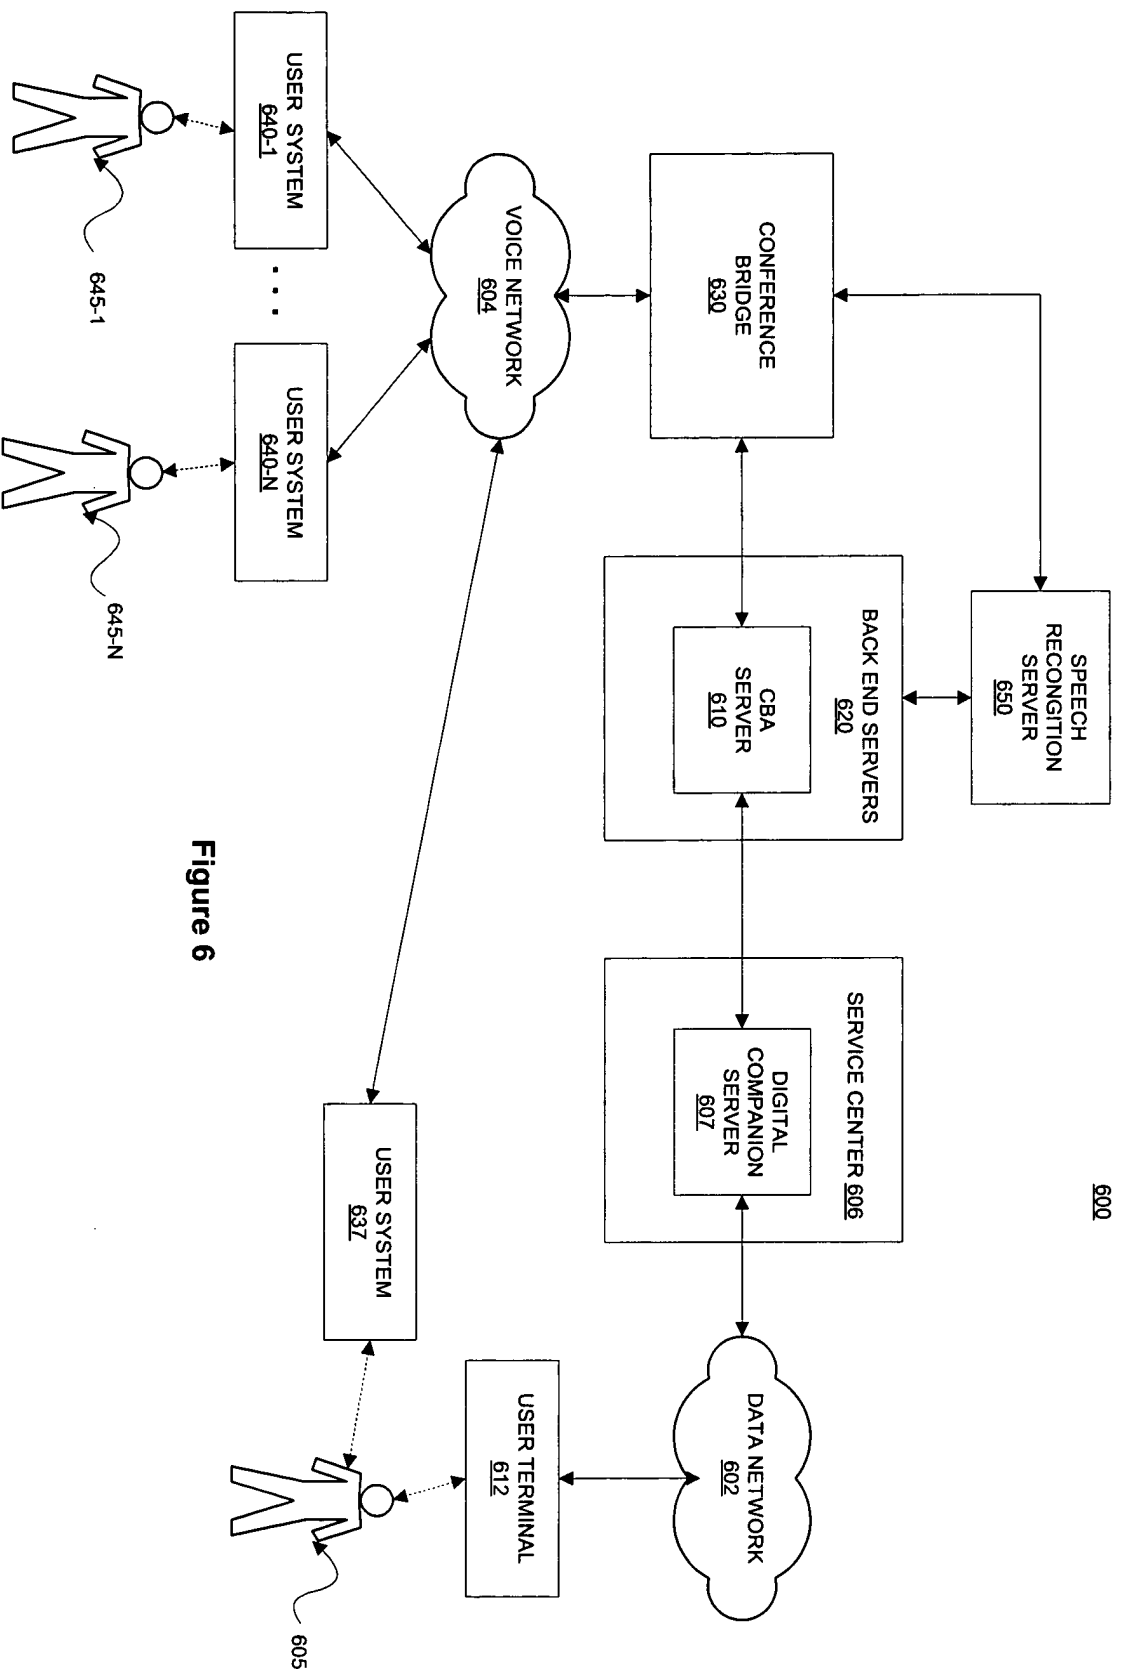 600
SPEECH
RECONGITION
SERVER
650
CONFERENCE
BRIDGE
630
BACK END SERVERS
620
CBA
SERVER
610
SERVICE CENTER 606
DIGITAL
COMPANION
SERVER
607
DATA NETWORK
602
VOICE NETWORK
604
USER TERMINAL
612
USER SYSTEM
637
USER SYSTEM
640-1
. . .
USER SYSTEM
640-N
645-1
645-N
605
Figure 6